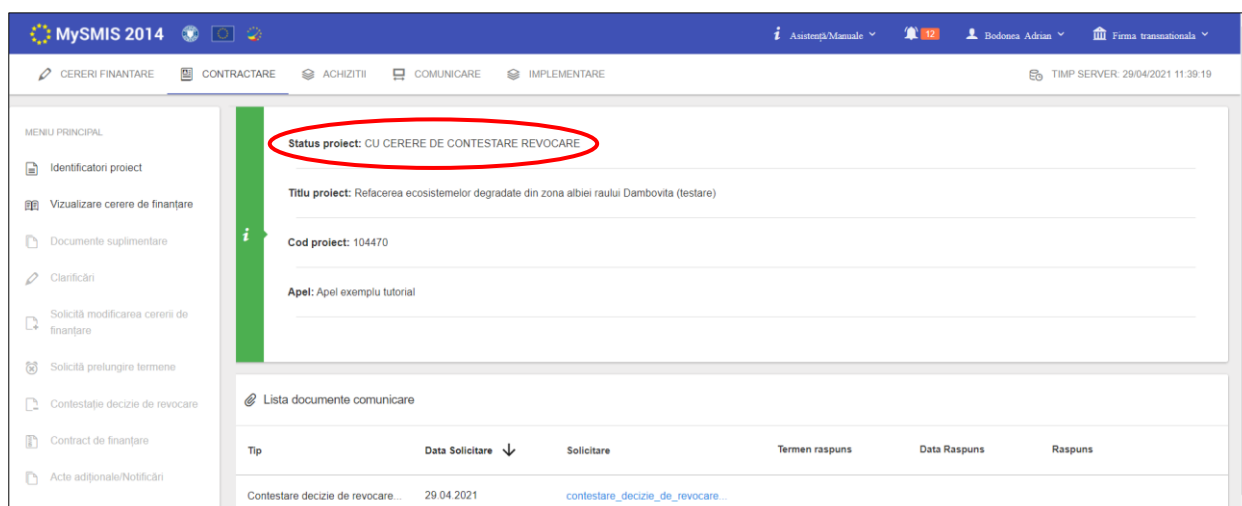 MySMIS 2014
i Asistență/Manuale
12
Bodonea Adrian
Firma transnationala
CERERI FINANTARE
CONTRACTARE
ACHIZITII
COMUNICARE
IMPLEMENTARE
TIMP SERVER: 29/04/2021 11:39:19
MENIU PRINCIPAL
Identificatori proiect
Vizualizare cerere de finanțare
Documente suplimentare
Clarificări
Solicită modificarea cererii de
finanțare
Solicită prelungire termene
Contestație decizie de revocare
Contract de finanțare
Acte adiționale/Notificări
i
Status proiect: CU CERERE DE CONTESTARE REVOCARE
Titlu proiect: Refacerea ecosistemelor degradate din zona albiei raului Dambovita (testare)
Cod proiect: 104470
Apel: Apel exemplu tutorial
Lista documente comunicare
Tip Data Solicitare Solicitare Termen raspuns Data Raspuns Raspuns
Contestare decizie de revocare... 29.04.2021 contestare_decizie_de_revocare...